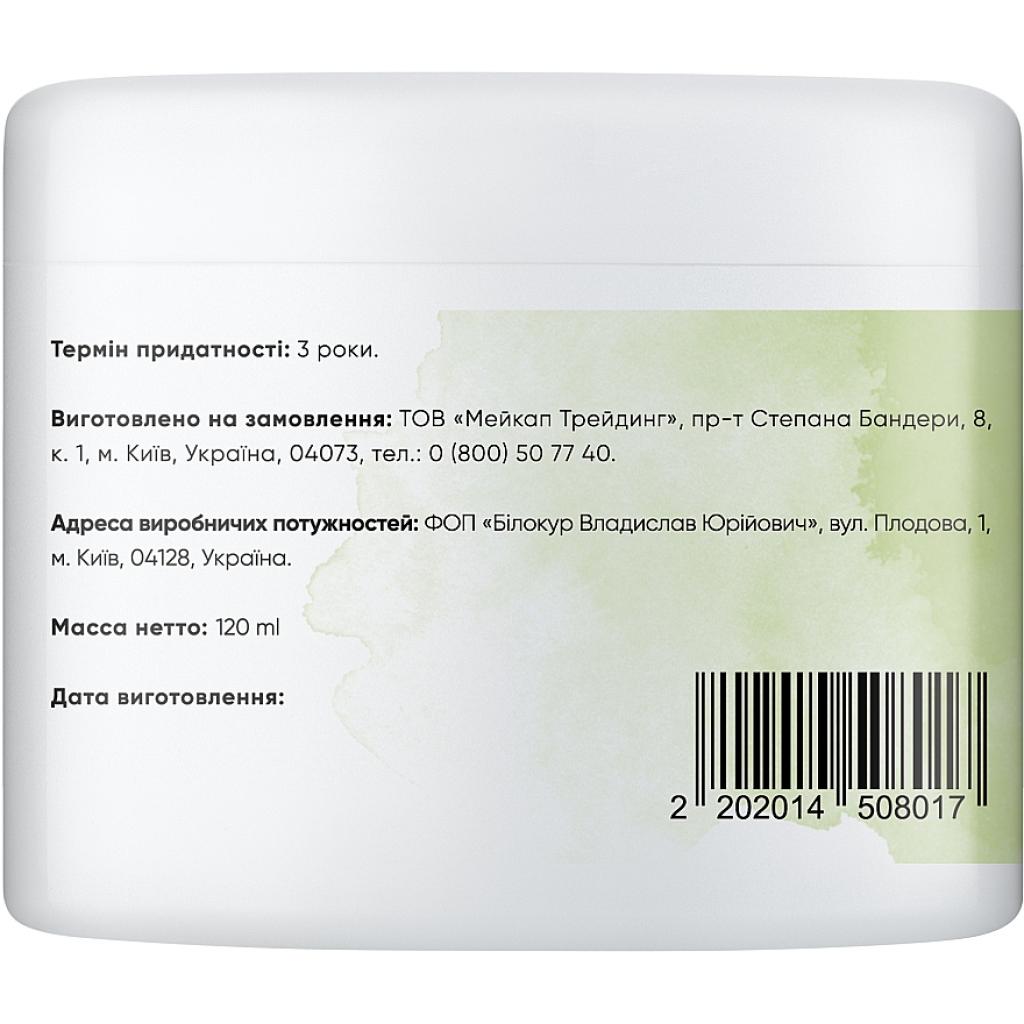 Термін придатності: 3 роки.
Виготовлено на замовлення: ТОВ «Мейкап Трейдинг», пр-т Степана Бандери, 8,
к. 1, м. Київ, Україна, 04073, тел.: 0 (800) 50 77 40.
Адреса виробничих потужностей: ФОП «Білокур Владислав Юрійович», вул. Плодова, 1,
м. Київ, 04128, Україна.
Масса нетто: 120 ml
Дата виготовлення:
2 202014 508017